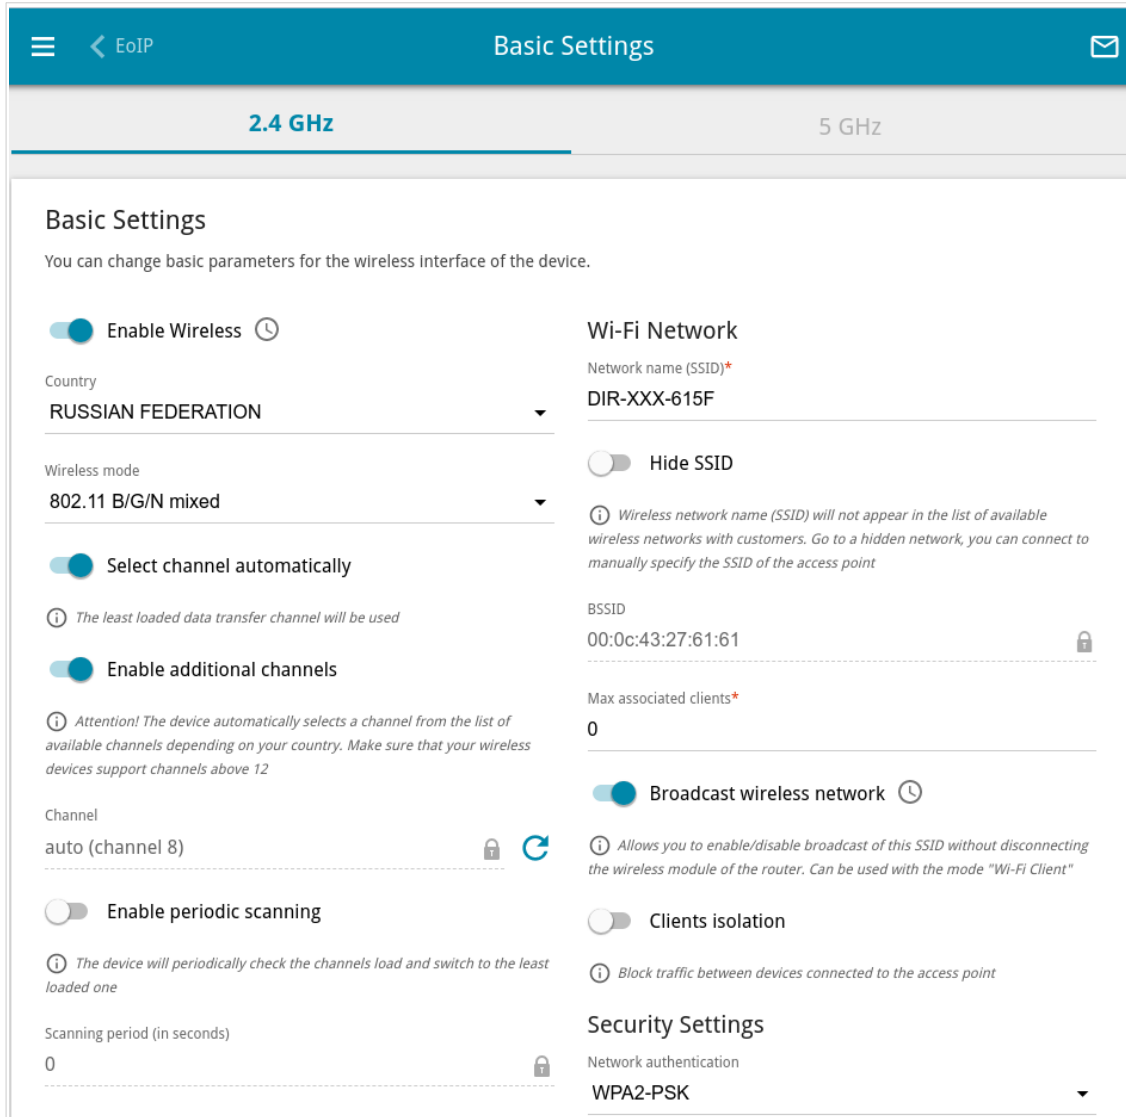 EoIP
Basic Settings
2.4 GHz
5 GHz
Basic Settings
You can change basic parameters for the wireless interface of the device.
Enable Wireless
Country
RUSSIAN FEDERATION
Wireless mode
802.11 B/G/N mixed
Select channel automatically
The least loaded data transfer channel will be used
Enable additional channels
Attention! The device automatically selects a channel from the list of
available channels depending on your country. Make sure that your wireless
devices support channels above 12
Channel
auto (channel 8)
Enable periodic scanning
The device will periodically check the channels load and switch to the least
loaded one
Scanning period (in seconds)
0
Wi-Fi Network
Network name (SSID)*
DIR-XXX-615F
Hide SSID
Wireless network name (SSID) will not appear in the list of available
wireless networks with customers. Go to a hidden network, you can connect to
manually specify the SSID of the access point
BSSID
00:0c:43:27:61:61
Max associated clients*
0
Broadcast wireless network
Allows you to enable/disable broadcast of this SSID without disconnecting
the wireless module of the router. Can be used with the mode "Wi-Fi Client"
Clients isolation
Block traffic between devices connected to the access point
Security Settings
Network authentication
WPA2-PSK